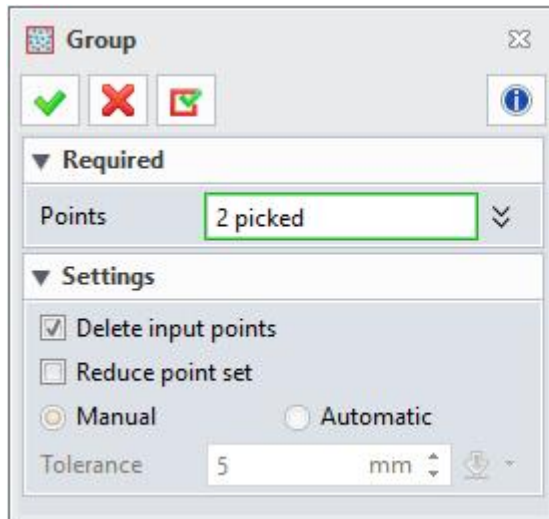 Group
Required
Points 2 picked
Settings
Delete input points
Reduce point set
Manual Automatic
Tolerance 5 mm